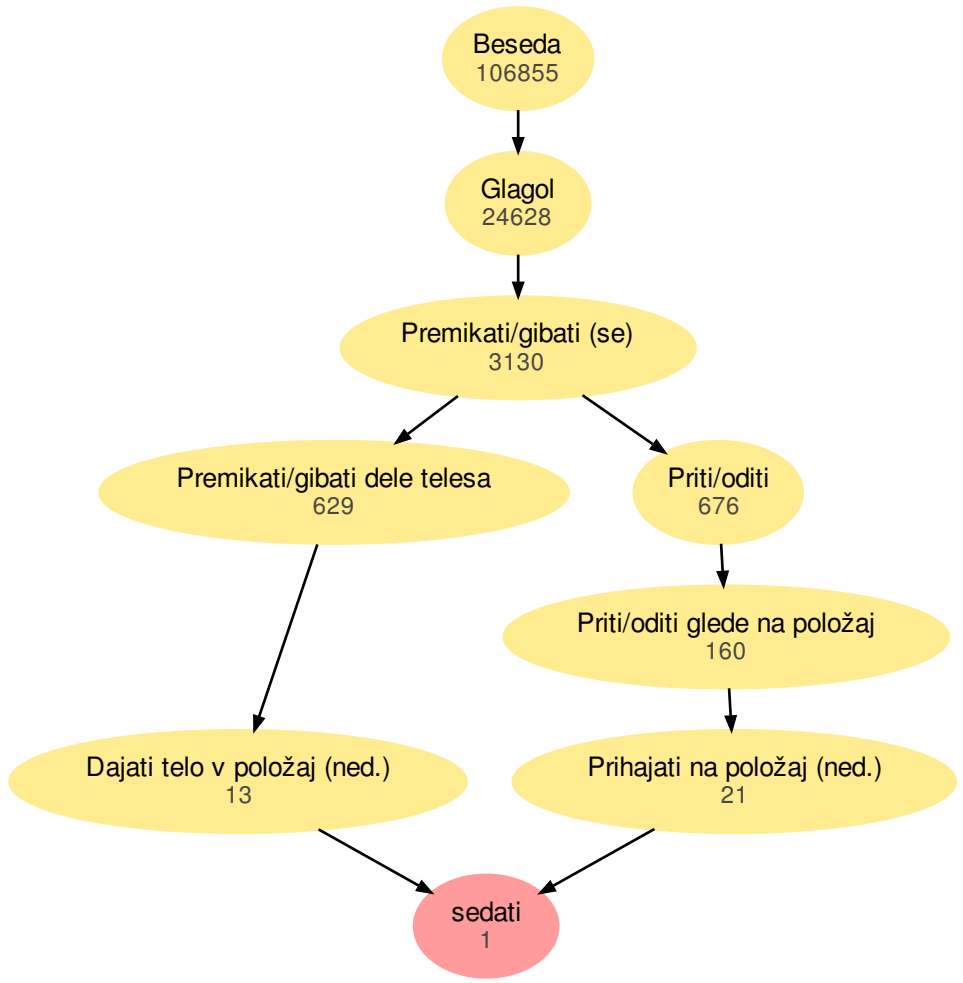 Beseda
106855
Glagol
24628
Premikati/gibati (se)
3130
Premikati/gibati dele telesa
629
Priti/oditi
676
Priti/oditi glede na položaj
160
Dajati telo v položaj (ned.)
13
Prihajati na položaj (ned.)
21
sedati
1